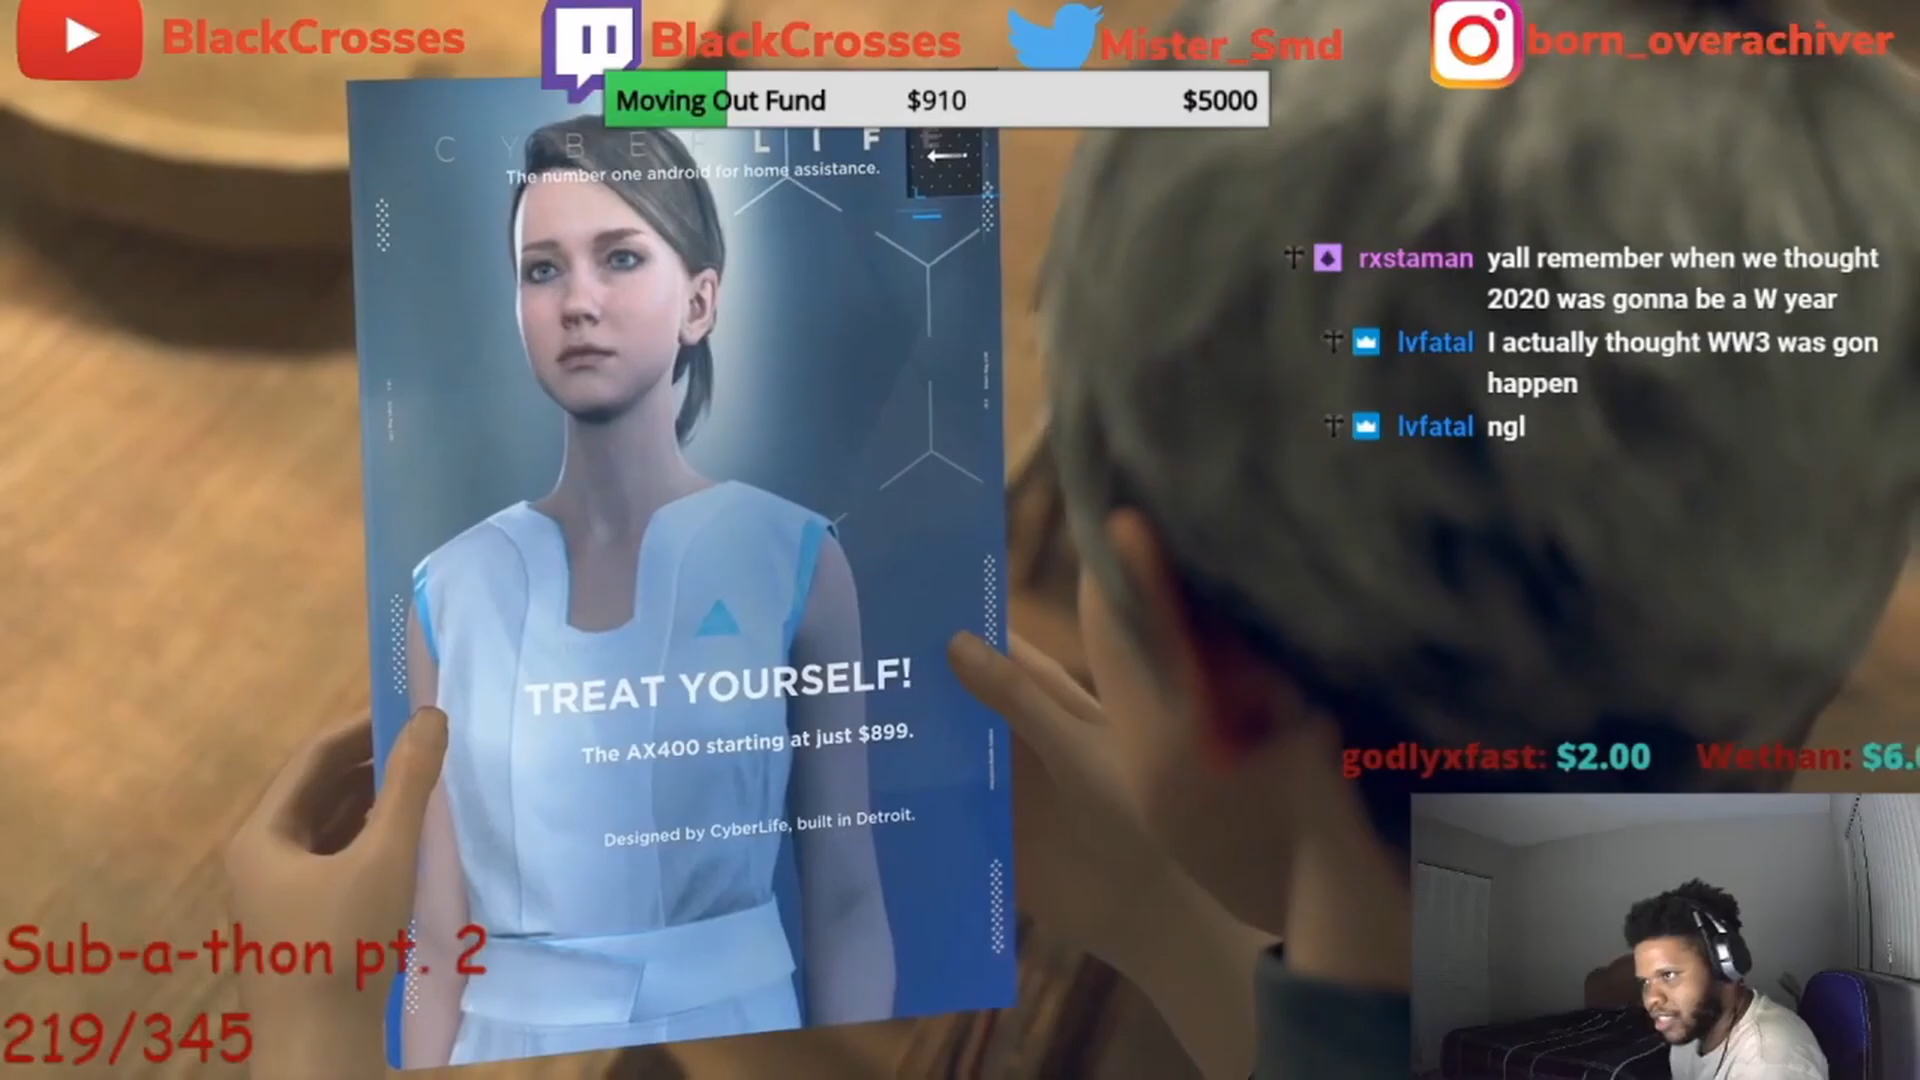 BlackCrosses
BlackCrosses
Mister_Smd
born_overachiver
Moving Out Fund $910 $5000
CYBERLIFE
The number one android for home assistance.
rxstaman yall remember when we thought
2020 was gonna be a W year
lvfatal I actually thought WW3 was gon
happen
lvfatal ngl
TREAT YOURSELF!
The AX400 starting at just $899.
Designed by CyberLife, built in Detroit.
godlyxfast: $2.00 Wethan: $6.
Sub-a-thon pt. 2
219/345